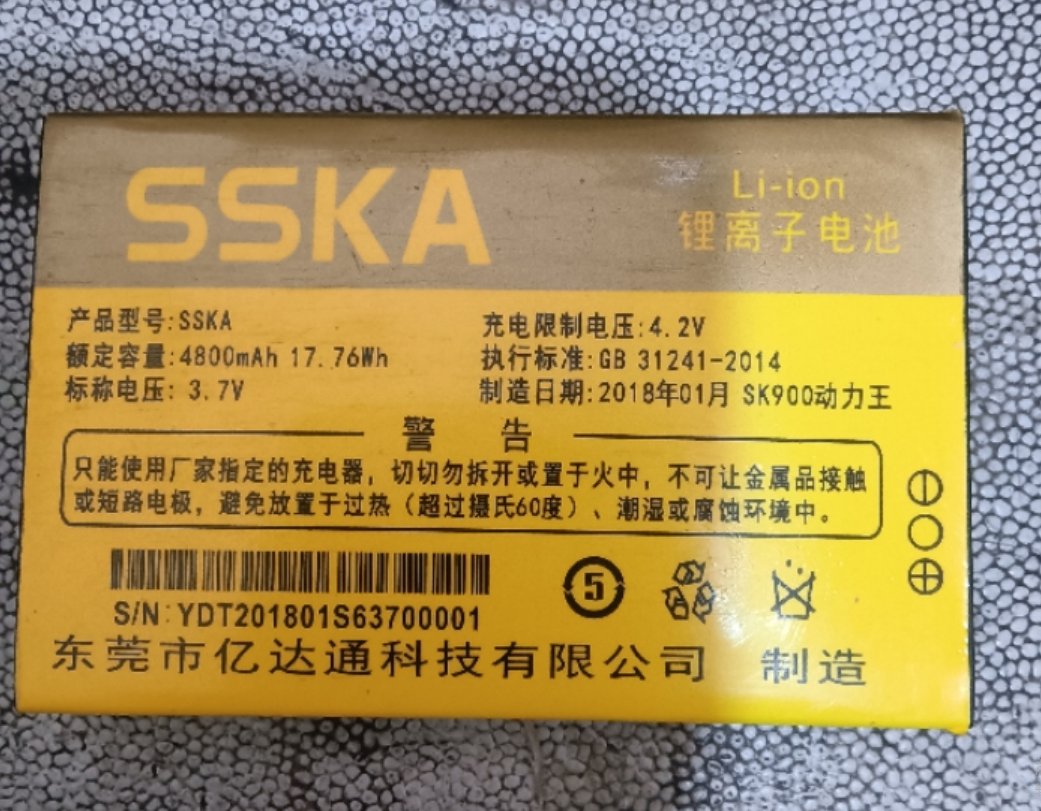 SSKA
Li-ion
锂离子电池
产品型号:SSKA
额定容量:4800mAh 17.76Wh
标称电压: 3.7V
充电限制电压:4.2V
执行标准:GB 31241-2014
制造日期:2018年01月 SK900动力王
警 告
只能使用厂家指定的充电器，切切勿拆开或置于火中，不可让金属品接触
或短路电极，避免放置于过热（超过摄氏60度）、潮湿或腐蚀环境中。
S/N:YDT201801S63700001
5
东莞市亿达通科技有限公司 制造